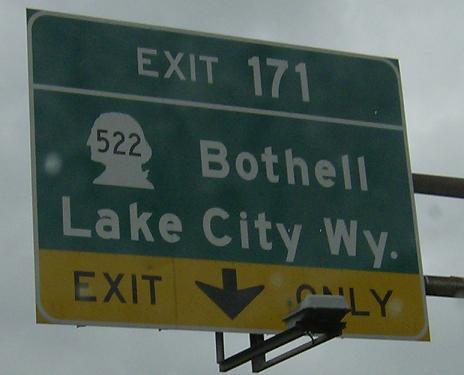 EXIT 171
522 Bothell
Lake City Wy.
EXIT ONLY